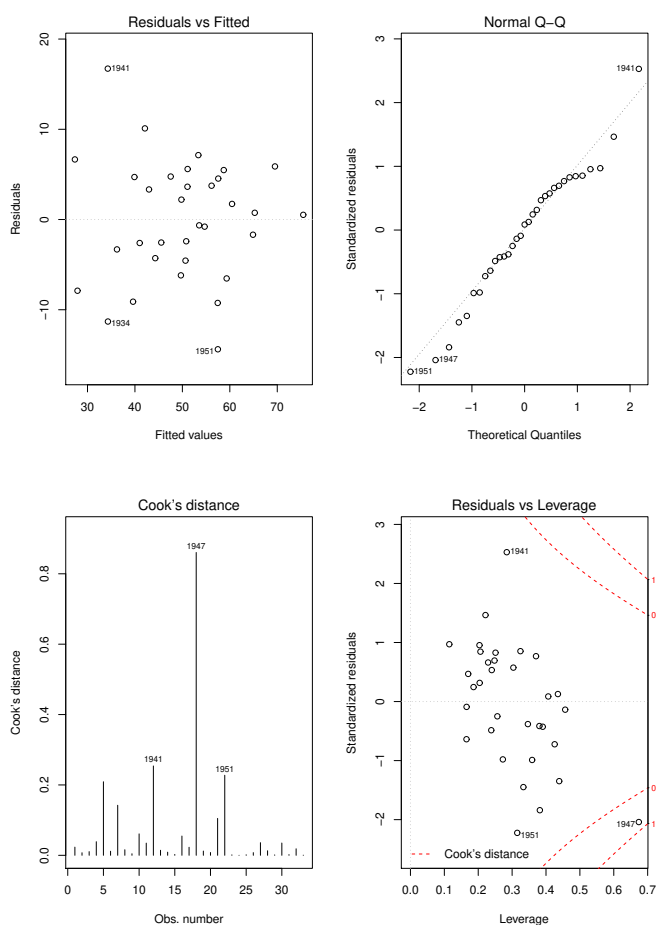 Residuals vs Fitted
20
10
0
−10
Residuals
1941
1934
1951
30 40 50 60 70
Fitted values
Normal Q−Q
3
2
1
0
−1
−2
Standardized residuals
1941
1947
1951
−2 −1 0 1 2
Theoretical Quantiles
Cook's distance
0.8
0.6
0.4
0.2
0.0
Cook's distance
1947
1941
1951
0 5 10 15 20 25 30
Obs. number
Residuals vs Leverage
3
2
1
0
−1
−2
Standardized residuals
1941
1
0
0
1
1947
1951
Cook's distance
0.0 0.1 0.2 0.3 0.4 0.5 0.6 0.7
Leverage